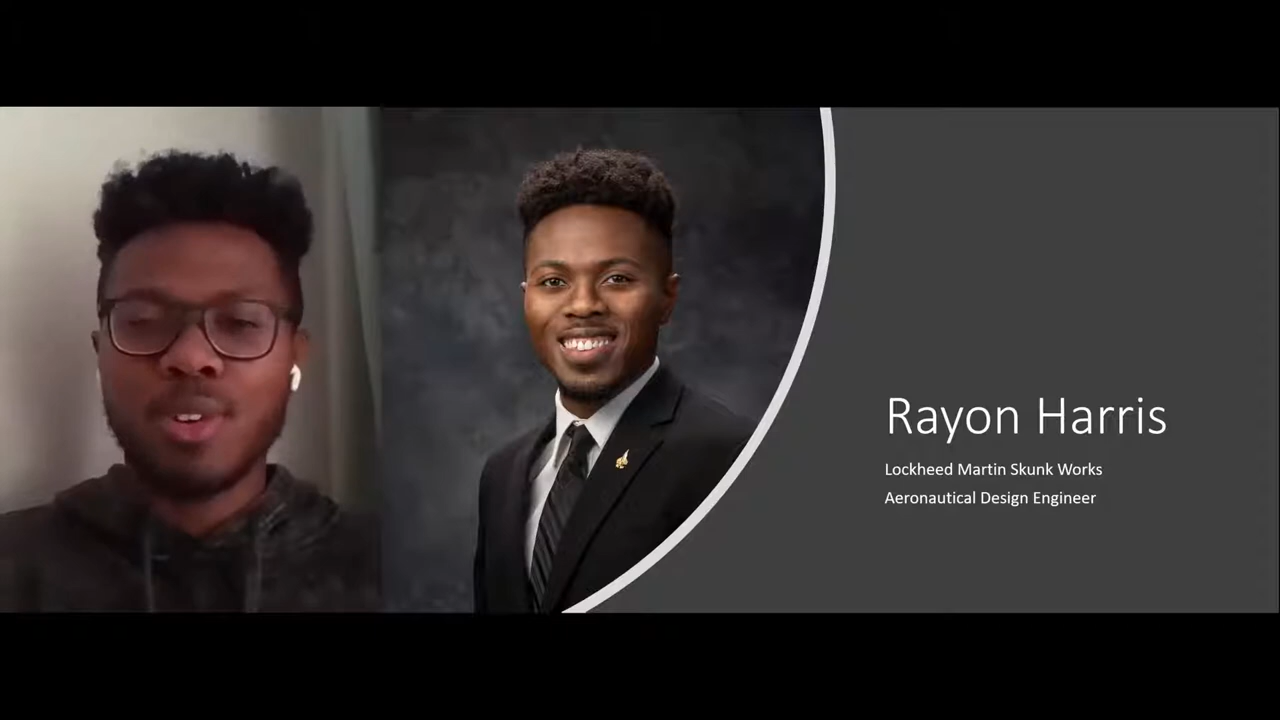 Rayon Harris
Lockheed Martin Skunk Works
Aeronautical Design Engineer